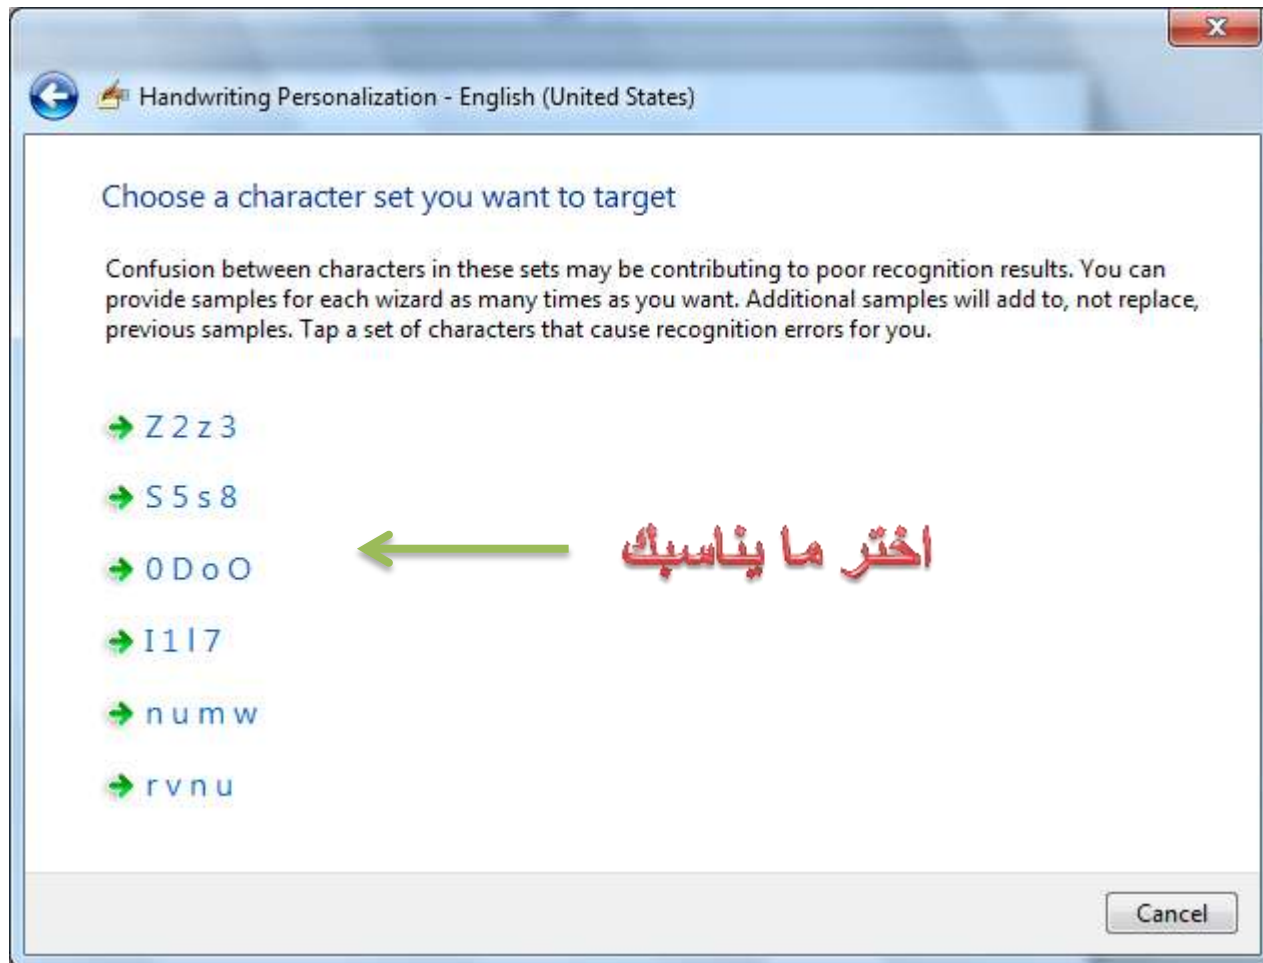 Handwriting Personalization - English (United States)
Choose a character set you want to target
Confusion between characters in these sets may be contributing to poor recognition results. You can
provide samples for each wizard as many times as you want. Additional samples will add to, not replace,
previous samples. Tap a set of characters that cause recognition errors for you.
Z 2 z 3
S 5 s 8
0 D o O
اختر ما يناسبك
I 1 l 7
n u m w
r v n u
Cancel